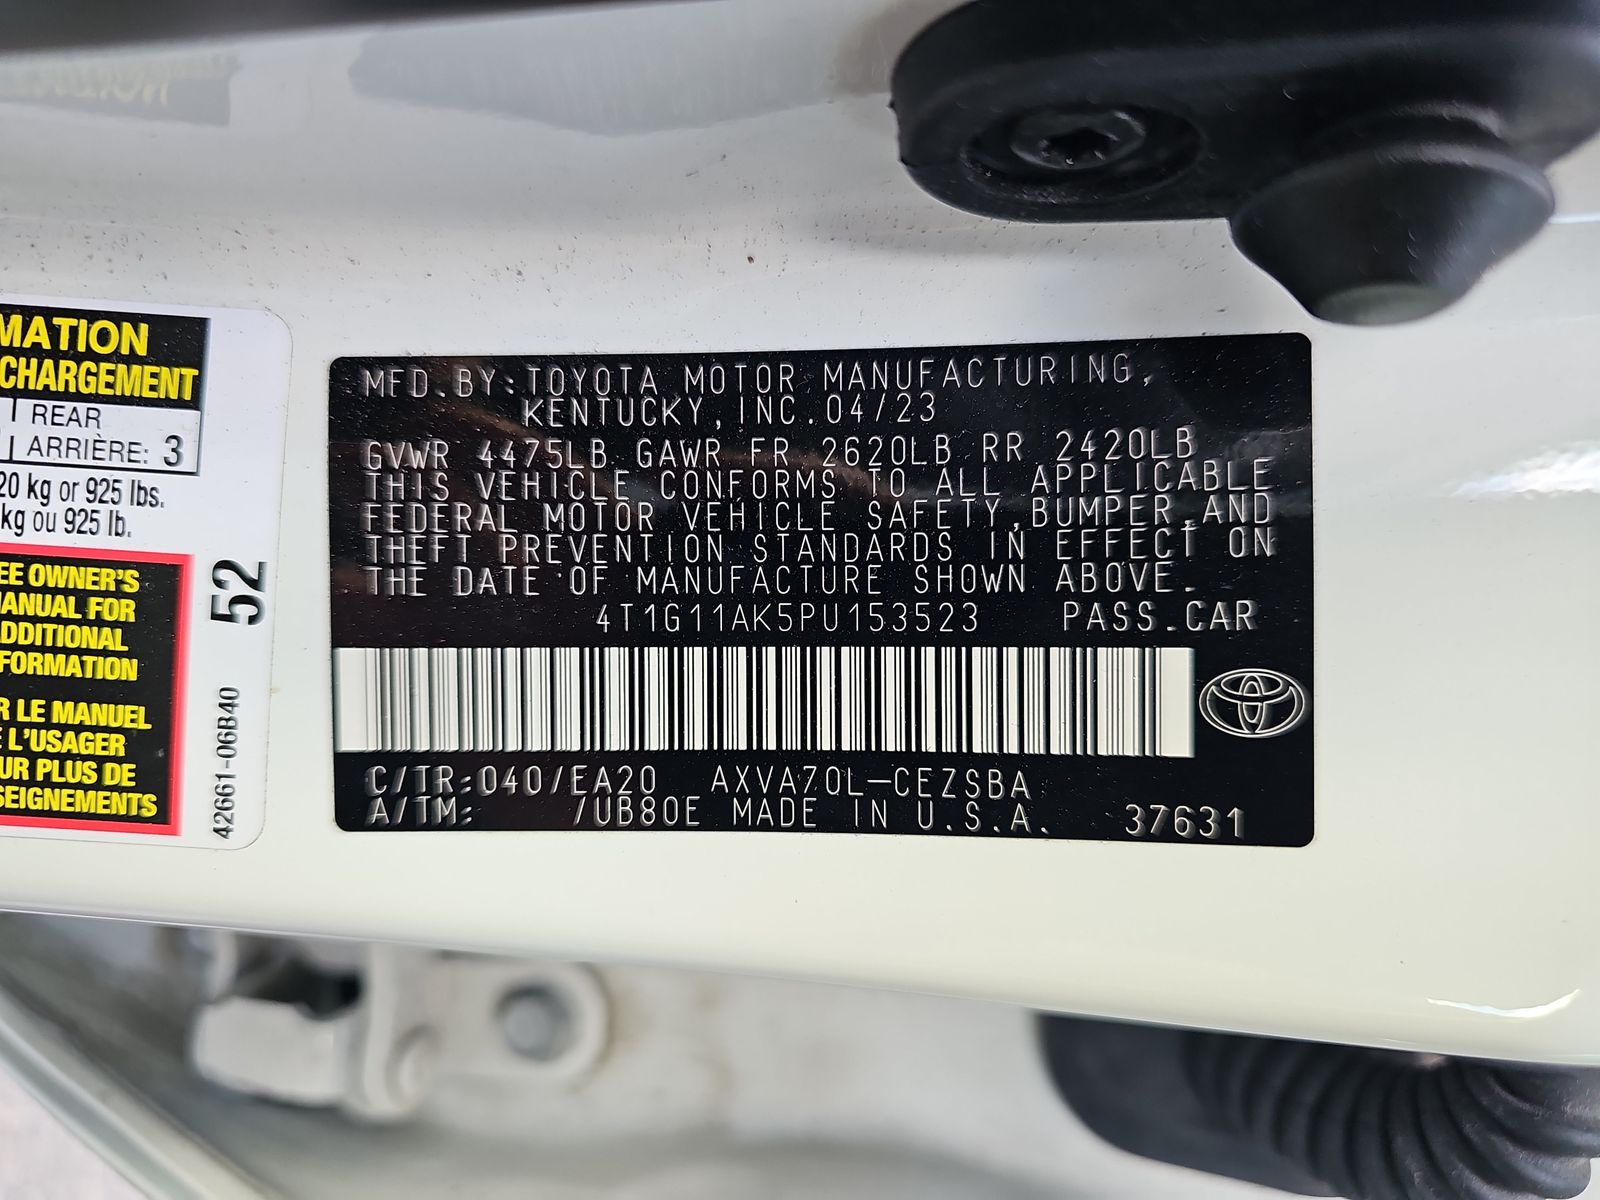 MATION
CHARGEMENT
REAR
ARRIÈRE: 3
20 kg or 925 lbs.
kg ou 925 lb.
EE OWNER'S
ANUAL FOR
DDITIONAL
FORMATION
R LE MANUEL
E L'USAGER
UR PLUS DE
SEIGNEMENTS
52
42661-06B40
MFD.BY:TOYOTA MOTOR MANUFACTURING,
KENTUCKY,INC.04/23
GVWR 4475LB GAWR FR 2620LB RR 2420LB
THIS VEHICLE CONFORMS TO ALL APPLICABLE
FEDERAL MOTOR VEHICLE SAFETY,BUMPER,AND
THEFT PREVENTION STANDARDS IN EFFECT ON
THE DATE OF MANUFACTURE SHOWN ABOVE.
4T1G11AK5PU153523 PASS.CAR
C/TR:040/EA20 AXVA70L-CEZSBA
A/TM: /UB80E MADE IN U.S.A. 37631